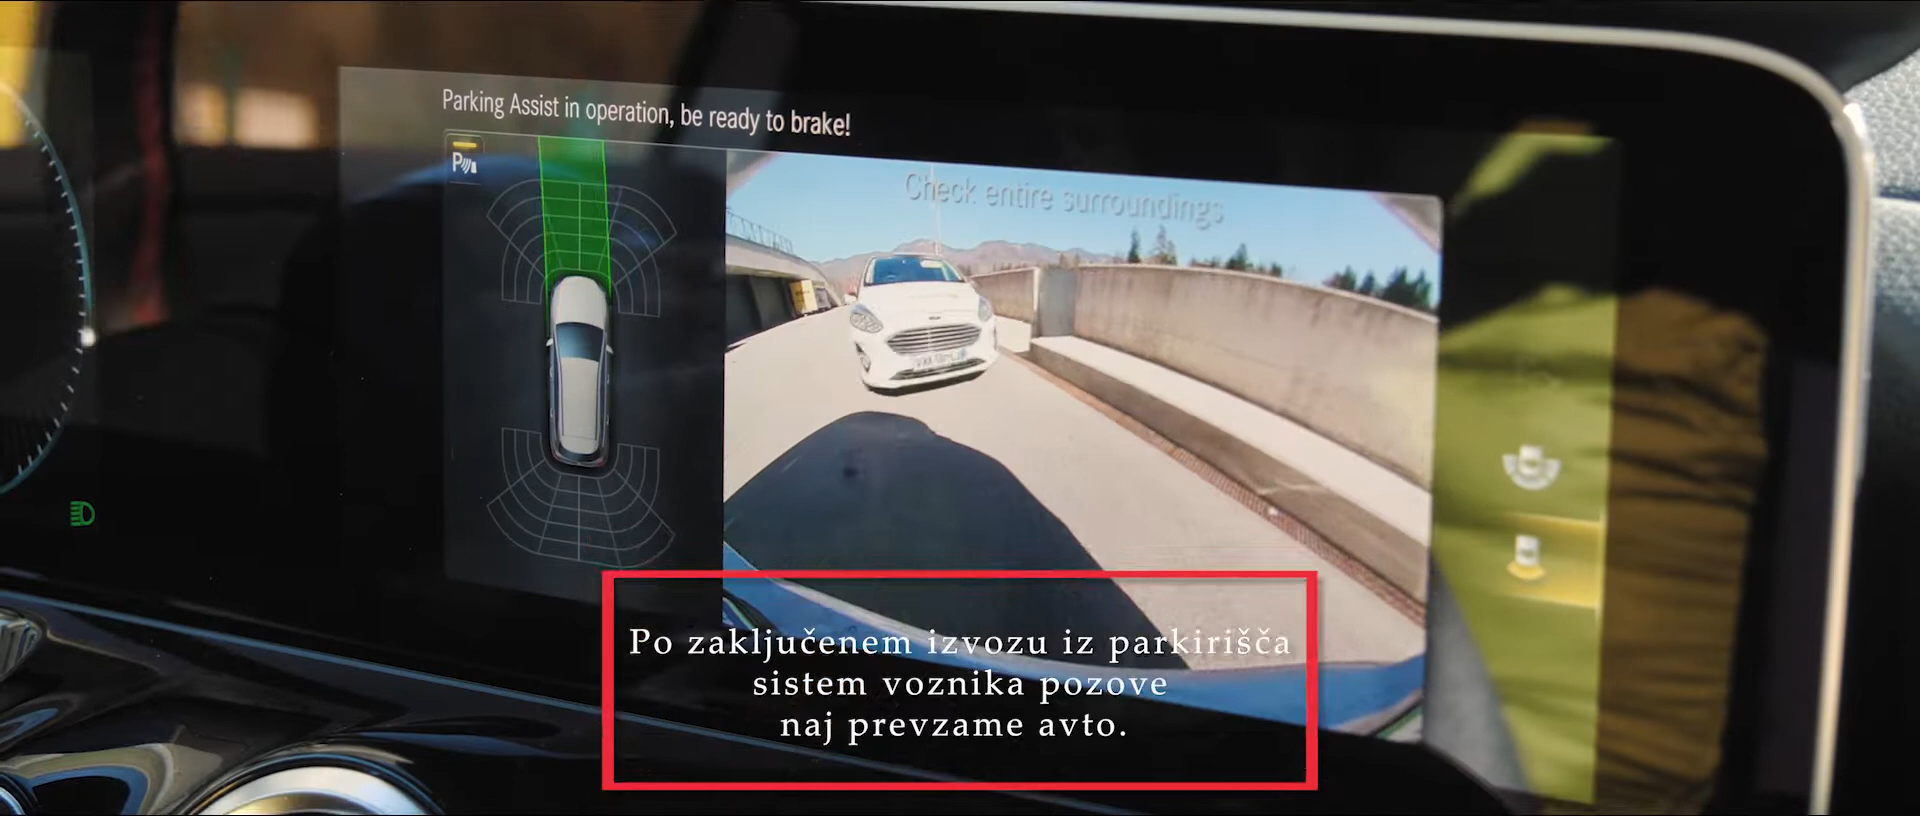 Parking Assist in operation, be ready to brake!
P
Check entire surroundings
Po zaključenem izvozu iz parkirišča
sistem voznika pozove
naj prevzame avto.